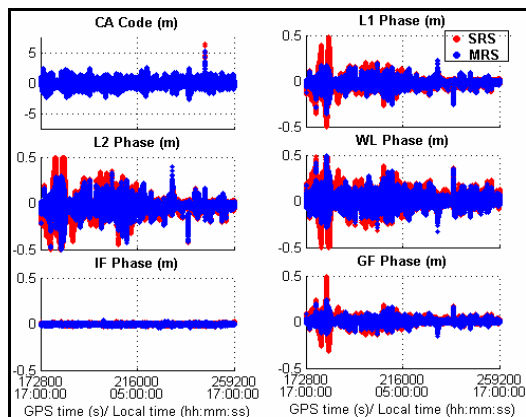 CA Code (m)
5
0
-5
L1 Phase (m)
0.5
0
-0.5
SRS
MRS
L2 Phase (m)
0.5
0
-0.5
WL Phase (m)
0.5
0
-0.5
IF Phase (m)
0.5
0
-0.5
GF Phase (m)
0.5
0
-0.5
172800 216000 259200
17:00:00 05:00:00 17:00:00
GPS time (s)/ Local time (hh:mm:ss)
172800 216000 259200
17:00:00 05:00:00 17:00:00
GPS time (s)/ Local time (hh:mm:ss)